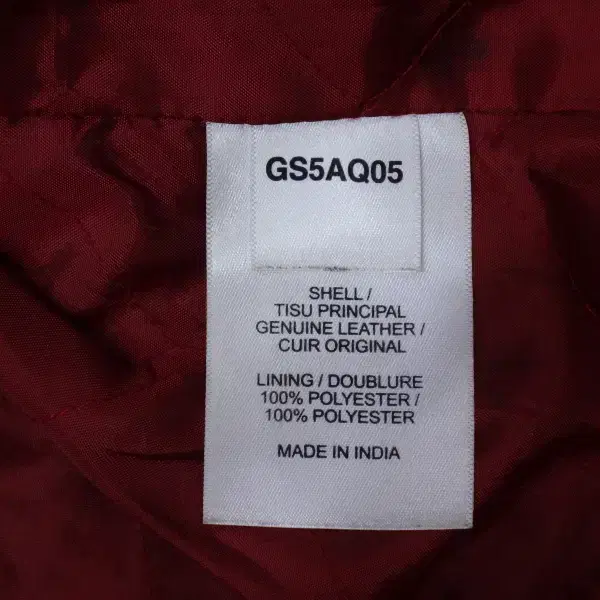 GS5AQ05
SHELL /
TISU PRINCIPAL
GENUINE LEATHER /
CUIR ORIGINAL
LINING / DOUBLURE
100% POLYESTER /
100% POLYESTER
MADE IN INDIA